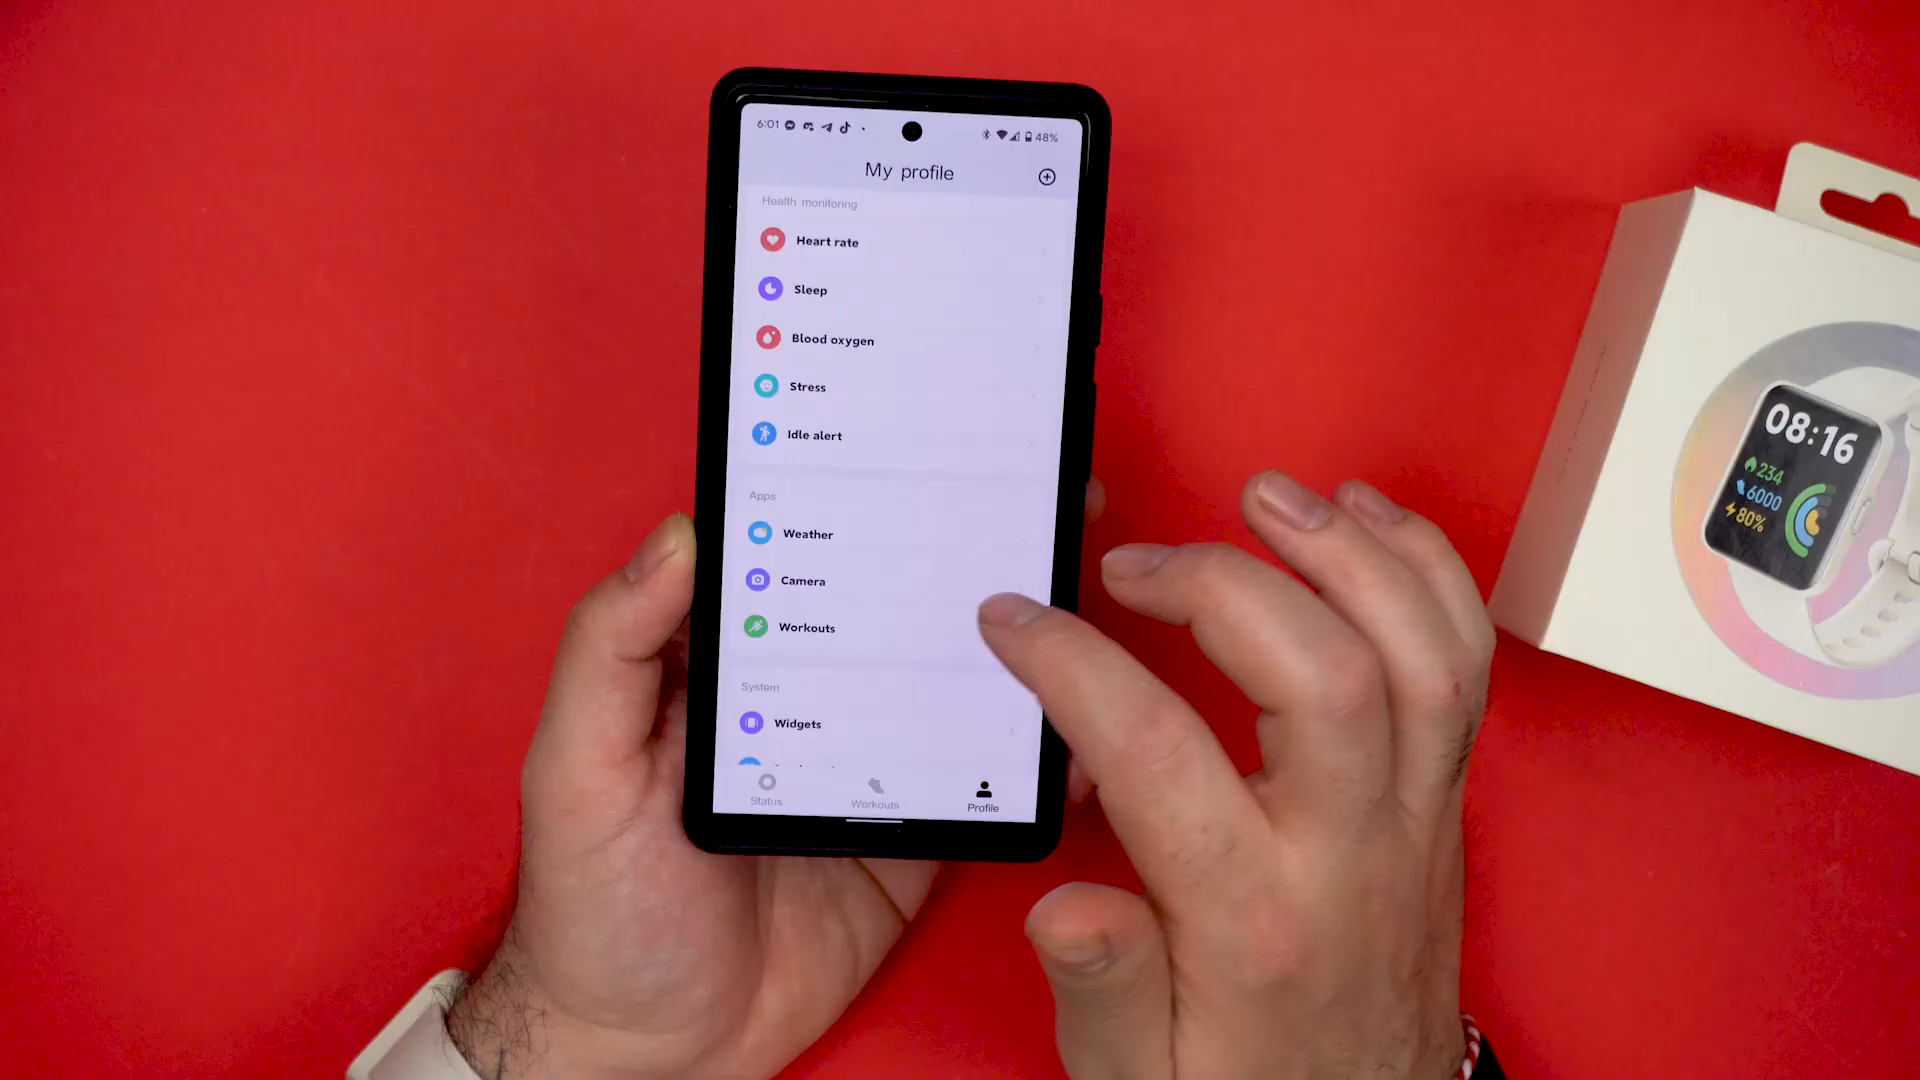 6:01 48%
My profile
Health monitoring
Heart rate
Sleep
Blood oxygen
Stress
Idle alert
Apps
Weather
Camera
Workouts
System
Widgets
Status Workouts Profile
08:16
234
6000
80%